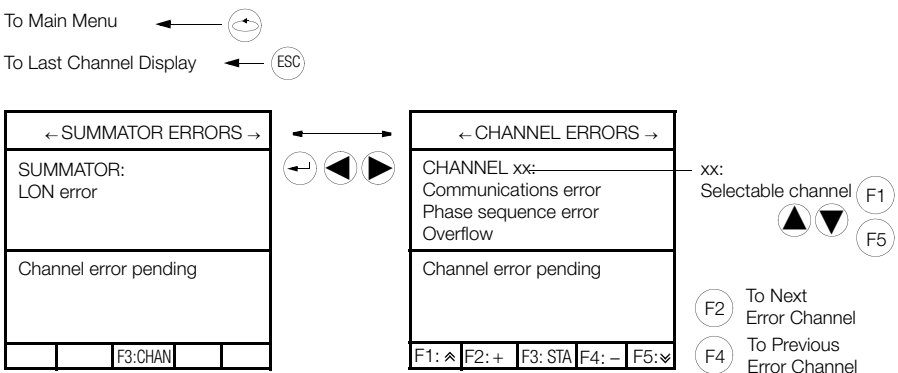 To Main Menu
To Last Channel Display ESC
← SUMMATOR ERRORS →
SUMMATOR:
LON error
Channel error pending
F3:CHAN
← CHANNEL ERRORS →
CHANNEL xx:
Communications error
Phase sequence error
Overflow
Channel error pending
F1: F2: + F3: STA F4: – F5:
xx:
Selectable channel F1
F5
F2 To Next
Error Channel
F4 To Previous
Error Channel